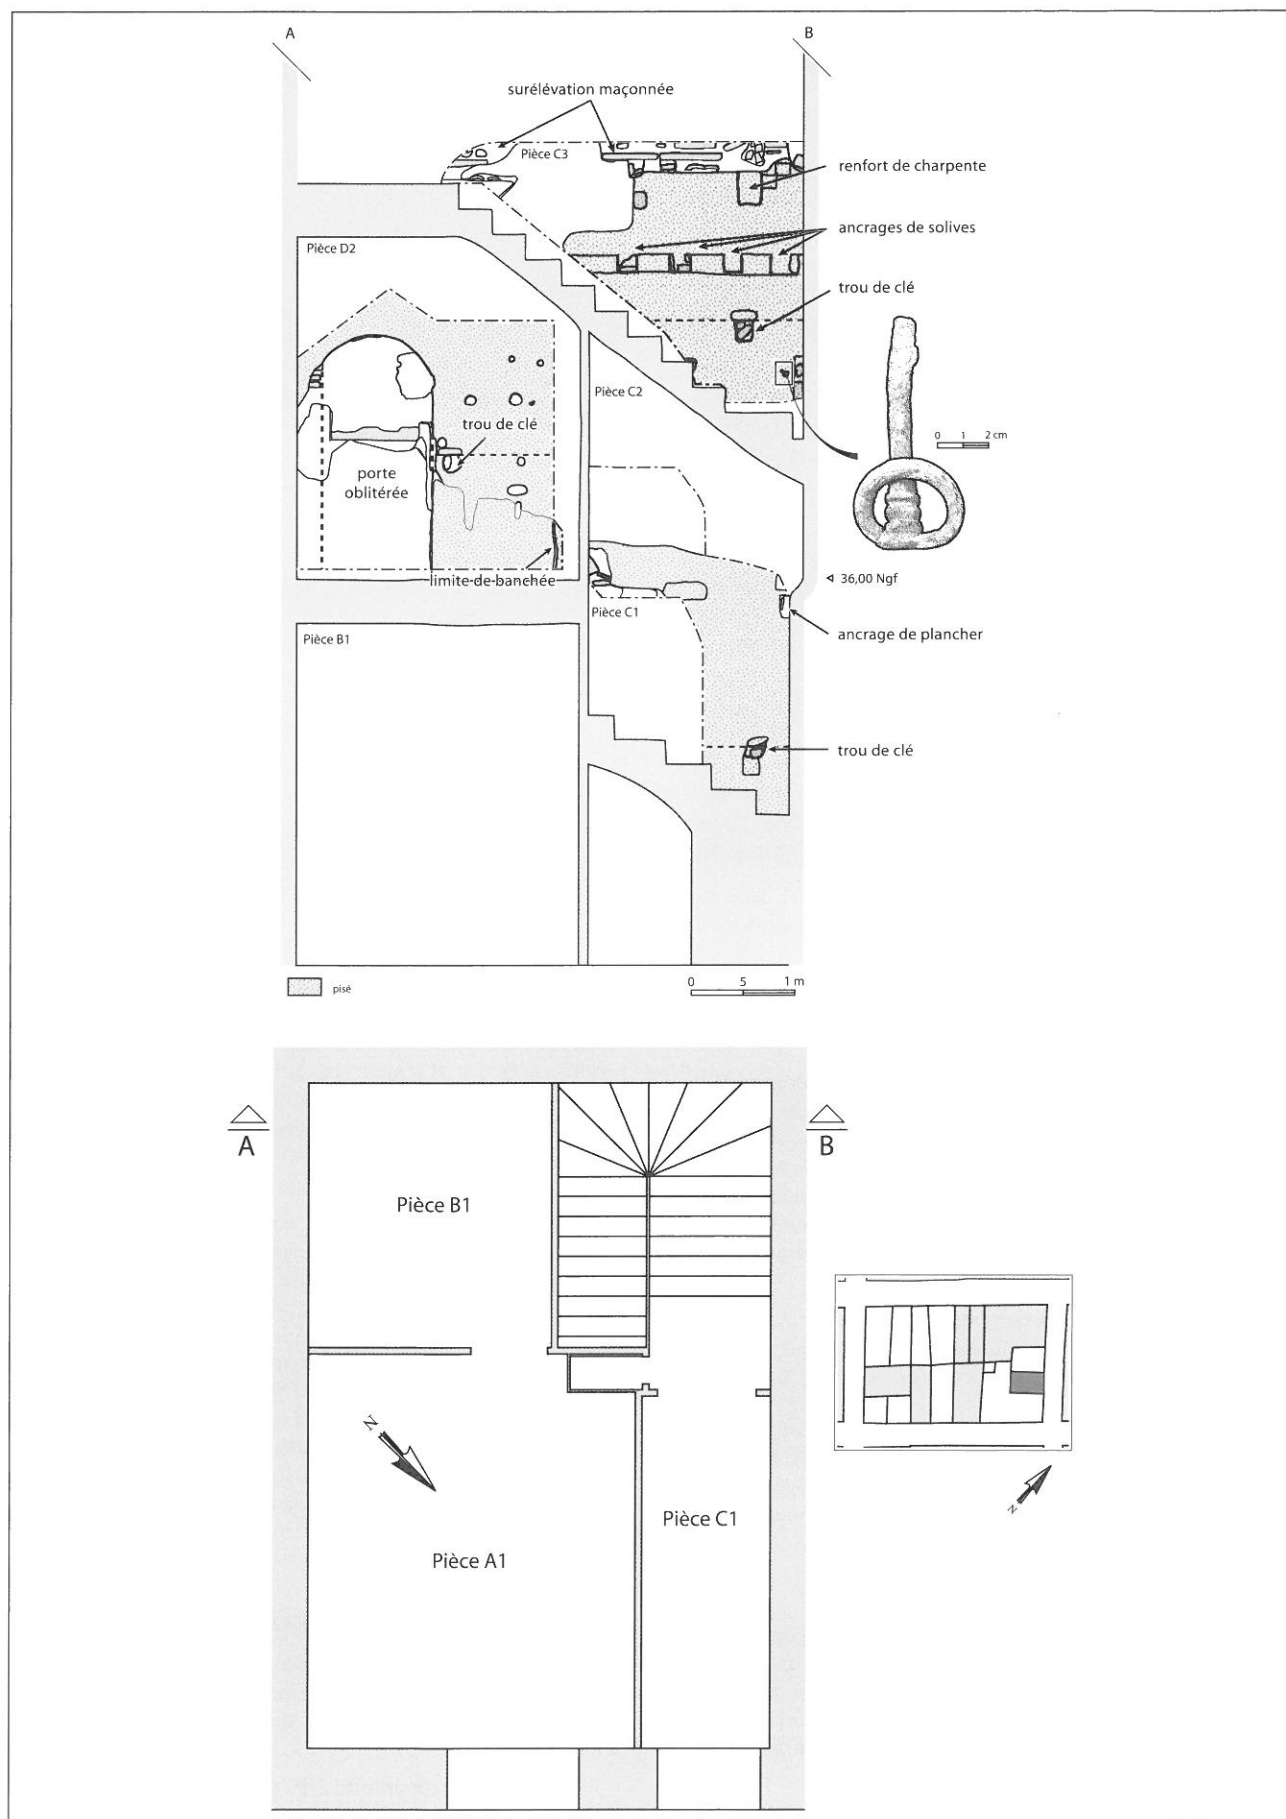 A
B
surélévation maçonnée
Pièce C3
renfort de charpente
ancrages de solives
Pièce D2
trou de clé
Pièce C2
trou de clé
0 1 2 cm
porte
oblitérée
limite de banchée
36,00 Ngf
Pièce C1
ancrage de plancher
Pièce B1
trou de clé
pisé
0 5 1 m
A
B
Pièce B1
N
Pièce C1
N
Pièce A1